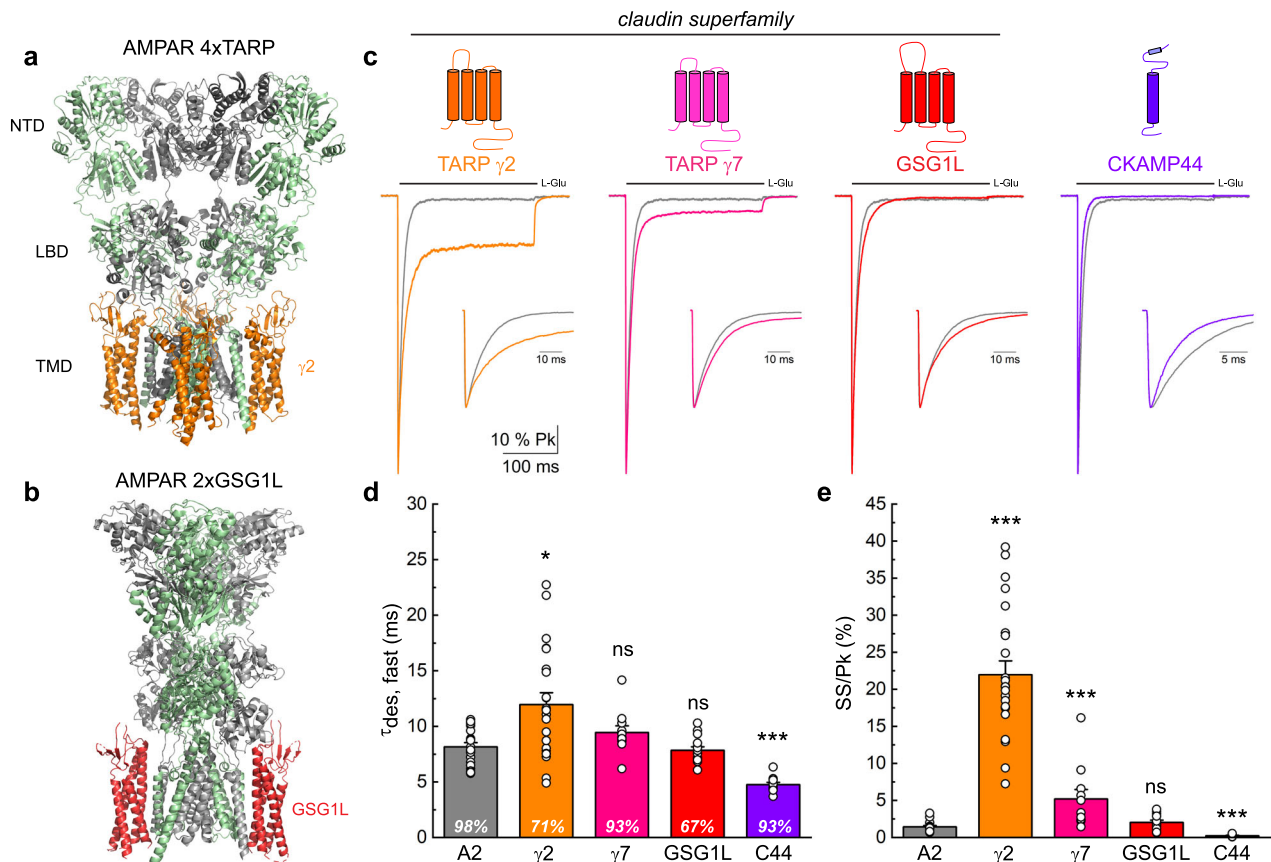 claudin superfamily
a
AMPAR 4xTARP
NTD
LBD
TMD
γ2
b
AMPAR 2xGSG1L
GSG1L
c
TARP γ2
TARP γ7
GSG1L
CKAMP44
L-Glu
L-Glu
L-Glu
L-Glu
10 ms
10 ms
10 ms
5 ms
10 % Pk
100 ms
d
τdes, fast (ms)
30
25
20
15
10
5
0
*
ns
ns
***
98%
71%
93%
67%
93%
A2
γ2
γ7
GSG1L
C44
e
SS/Pk (%)
45
40
35
30
25
20
15
10
5
0
***
***
ns
***
A2
γ2
γ7
GSG1L
C44